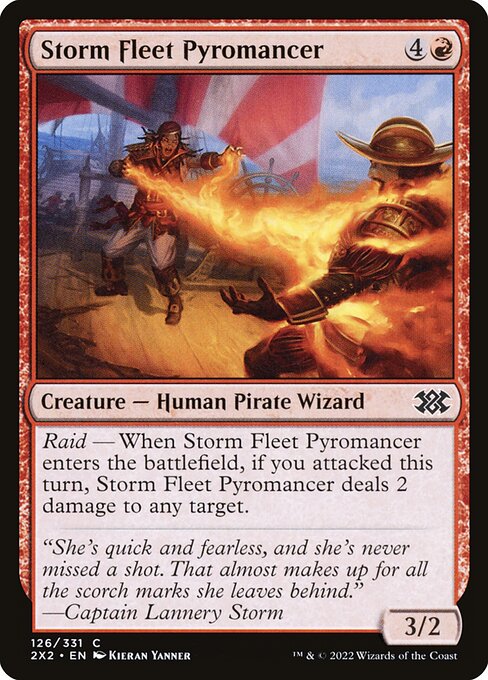 Storm Fleet Pyromancer 4
Creature — Human Pirate Wizard
Raid — When Storm Fleet Pyromancer
enters the battlefield, if you attacked this
turn, Storm Fleet Pyromancer deals 2
damage to any target.
“She’s quick and fearless, and she’s never
missed a shot. That almost makes up for all
the scorch marks she leaves behind.”
—Captain Lannery Storm
3/2
126/331 C
2X2 • EN Kieran Yanner
™ & © 2022 Wizards of the Coast